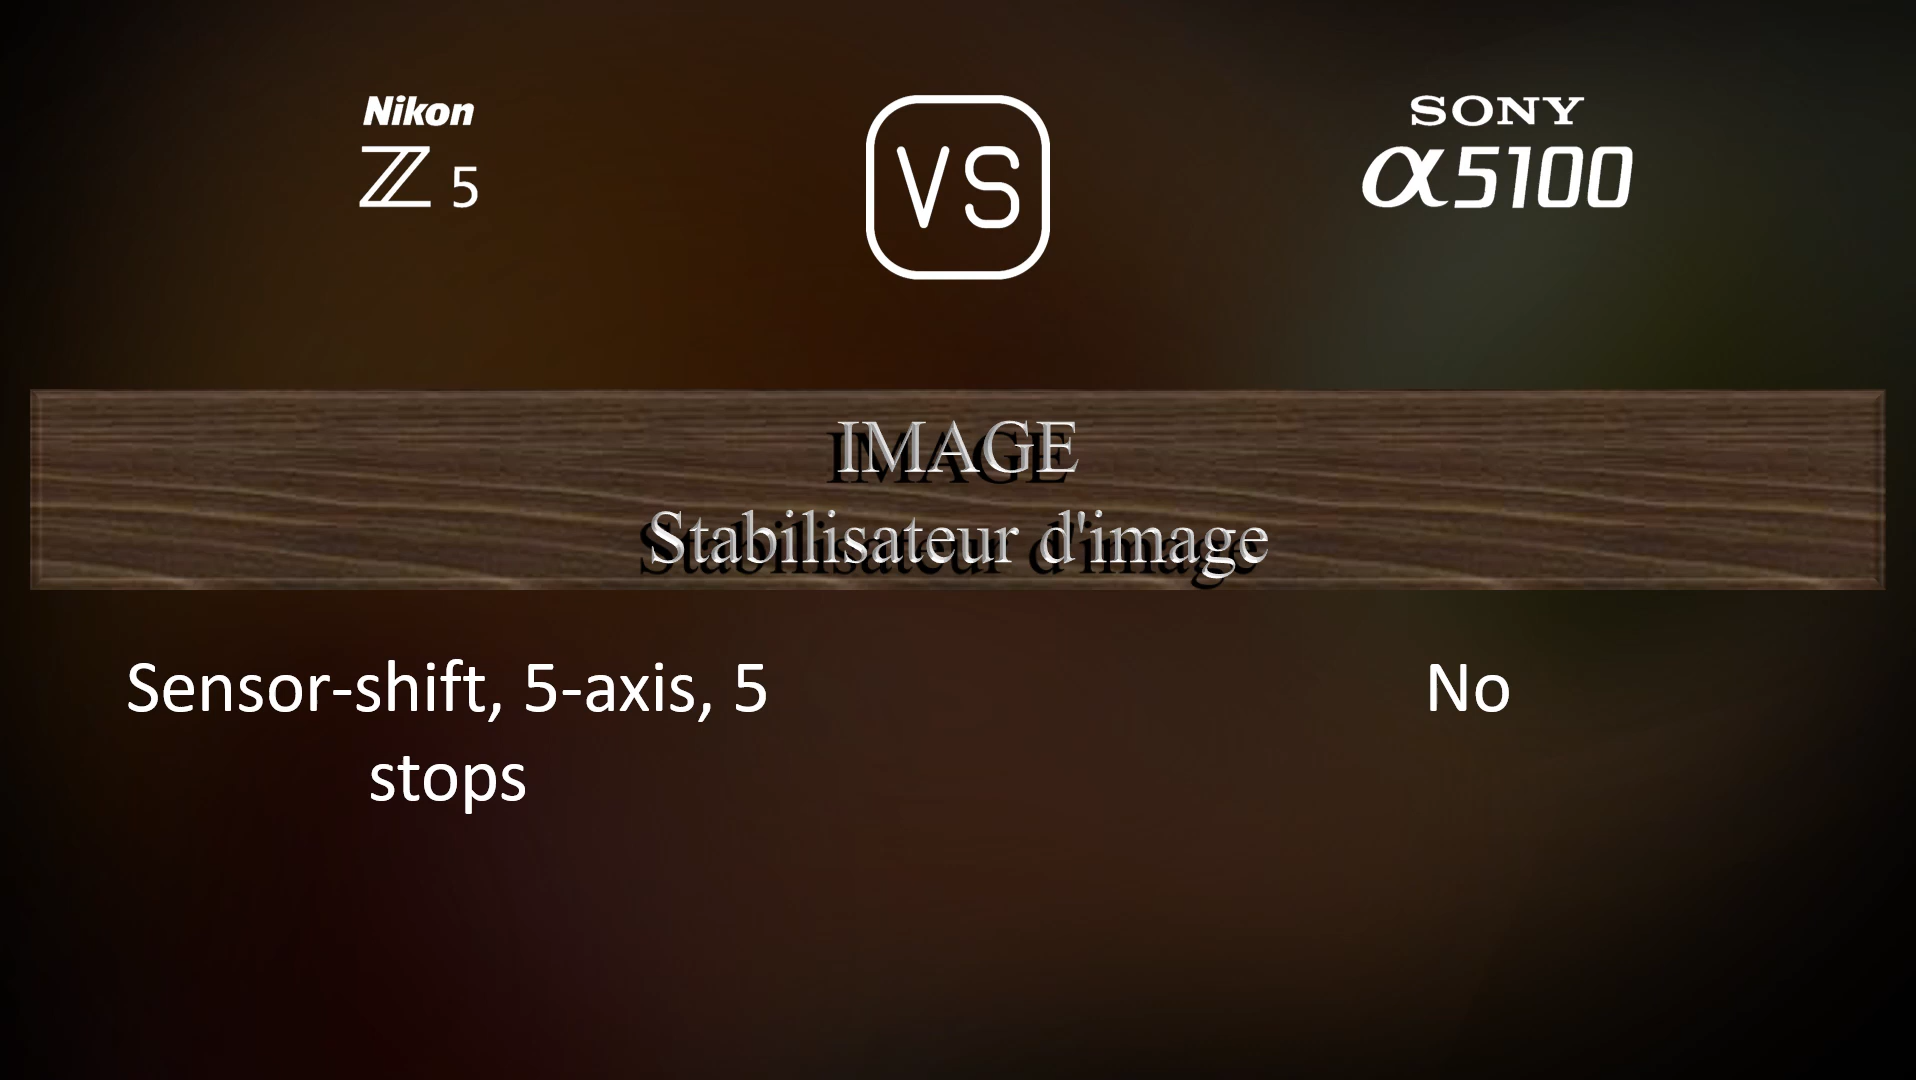 Nikon
Z 5
VS
SONY
α5100
IMAGE
Stabilisateur d'image
Sensor-shift, 5-axis, 5
stops
No